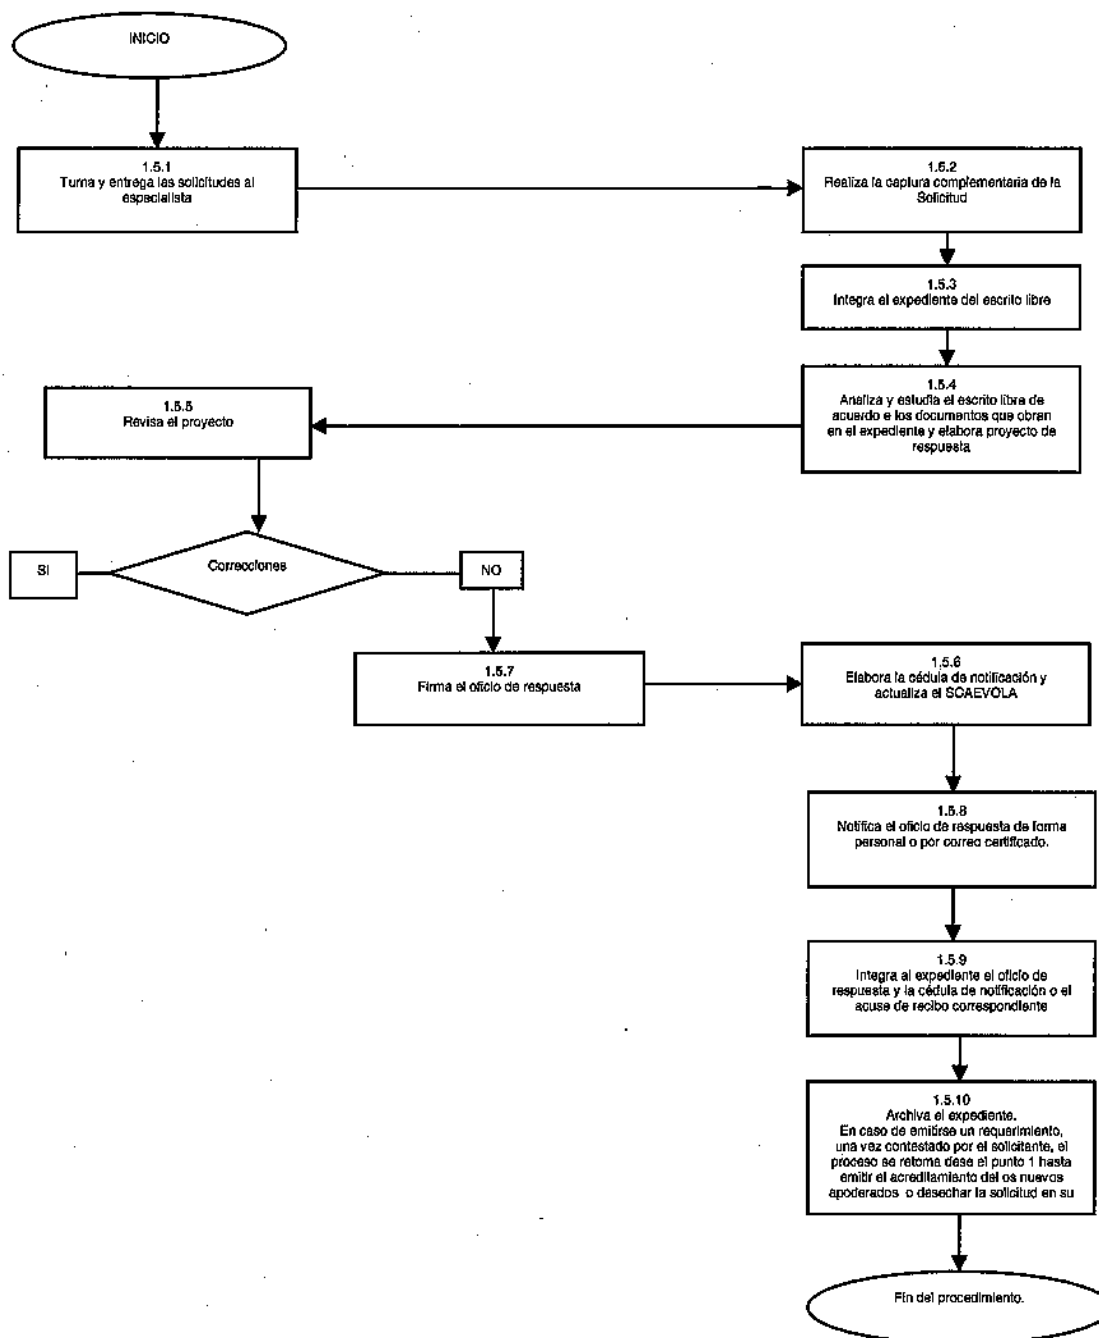 INICIO
1.5.1
Turna y entrega las solicitudes al
especialista
1.5.2
Realiza la captura complementaria de la
Solicitud
1.5.3
Integra el expediente del escrito libre
1.5.4
Analiza y estudia el escrito libre de
acuerdo a los documentos que obran
en el expediente y elabora proyecto de
respuesta
1.5.5
Revisa el proyecto
SI
Correcciones
NO
1.5.7
Firma el oficio de respuesta
1.5.6
Elabora la cédula de notificación y
actualiza el SCAEVOLA
1.5.8
Notifica el oficio de respuesta de forma
personal o por correo certificado.
1.5.9
Integra al expediente el oficio de
respuesta y la cédula de notificación o el
acuse de recibo correspondiente
1.5.10
Archiva el expediente.
En caso de emitirse un requerimiento,
una vez contestado por el solicitante, el
proceso se retoma dese el punto 1 hasta
emitir el acreditamiento del os nuevos
apoderados o desechar la solicitud en su
Fin del procedimiento.